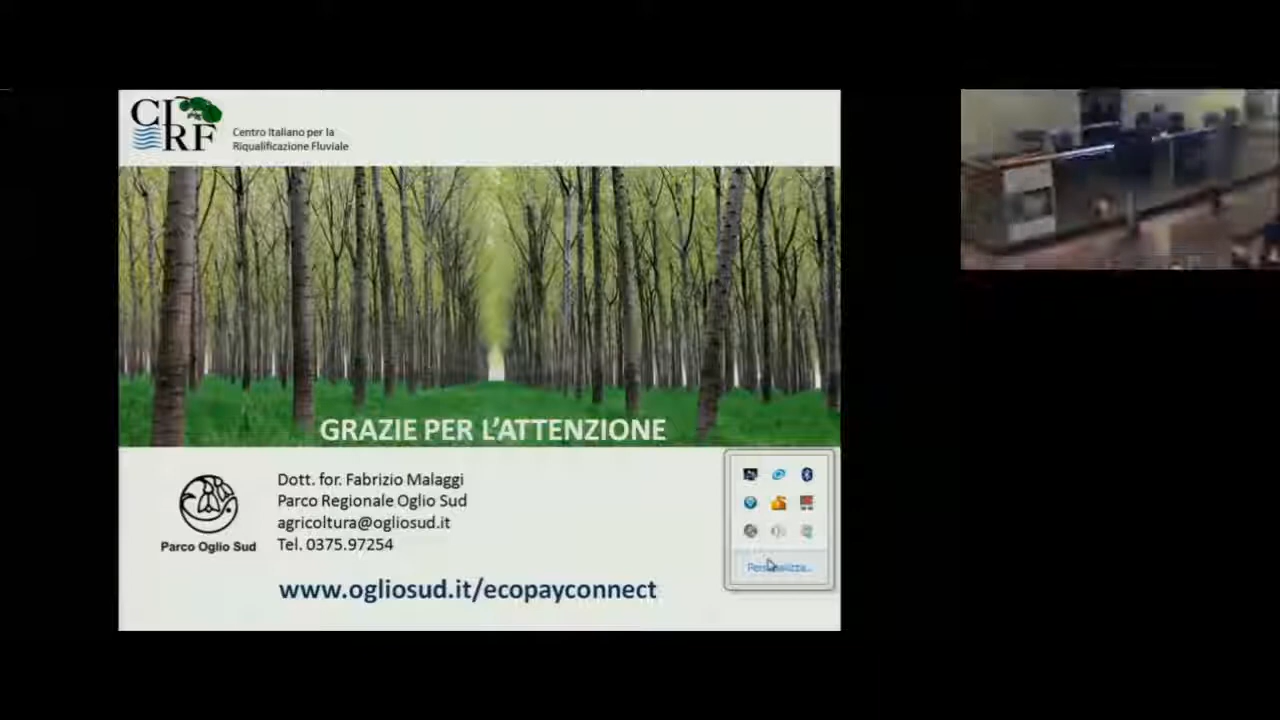 CIRF
Centro Italiano per la
Riqualificazione Fluviale
GRAZIE PER L'ATTENZIONE
Dott. for. Fabrizio Malaggi
Parco Regionale Oglio Sud
agricoltura@ogliosud.it
Tel. 0375.97254
Parco Oglio Sud
www.ogliosud.it/ecopayconnect
Personalizza...